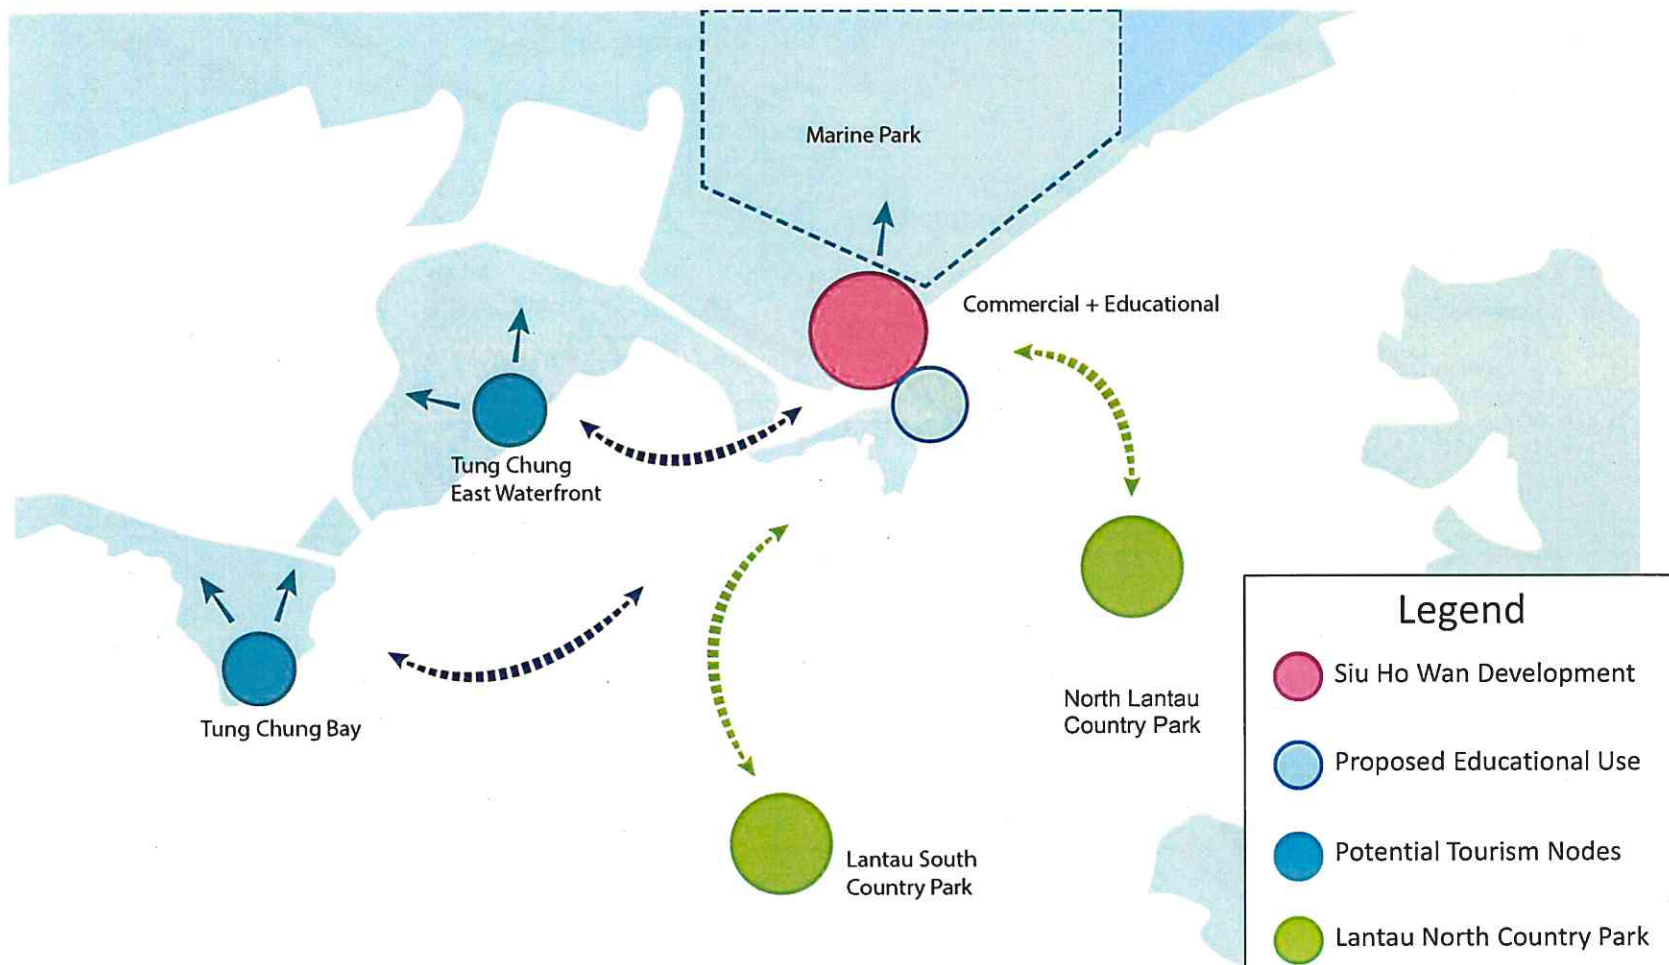 Marine Park
Commercial + Educational
Tung Chung
East Waterfront
Tung Chung Bay
North Lantau
Country Park
Lantau South
Country Park
Legend
Siu Ho Wan Development
Proposed Educational Use
Potential Tourism Nodes
Lantau North Country Park